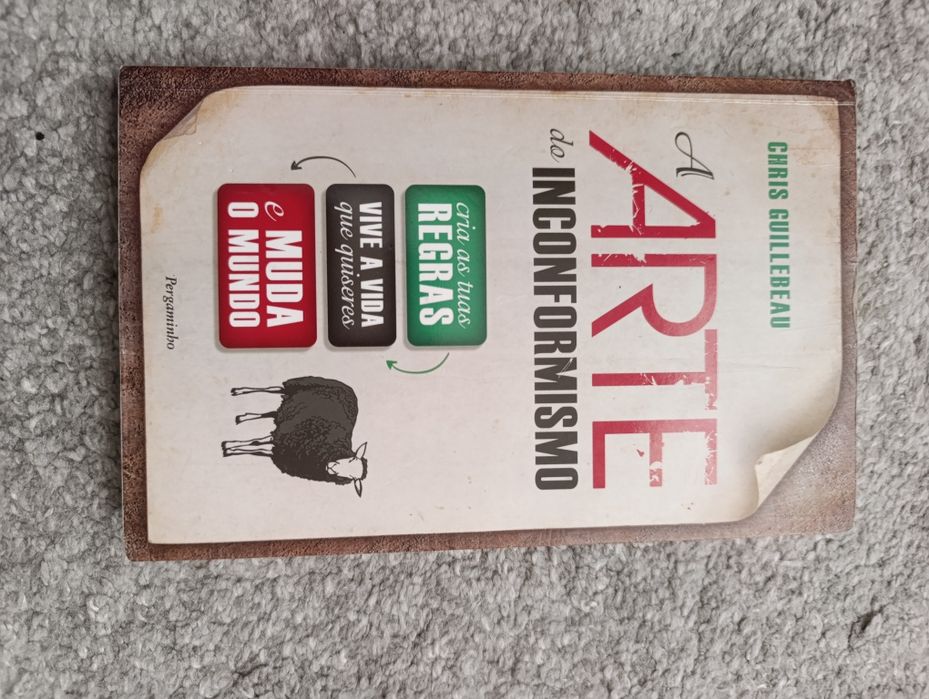 CHRIS GUILLEBEAU
A
ARTE
do INCONFORMISMO
cria as tuas
REGRAS
VIVE A VIDA
que quiseres
e MUDA
O MUNDO
Pergaminho